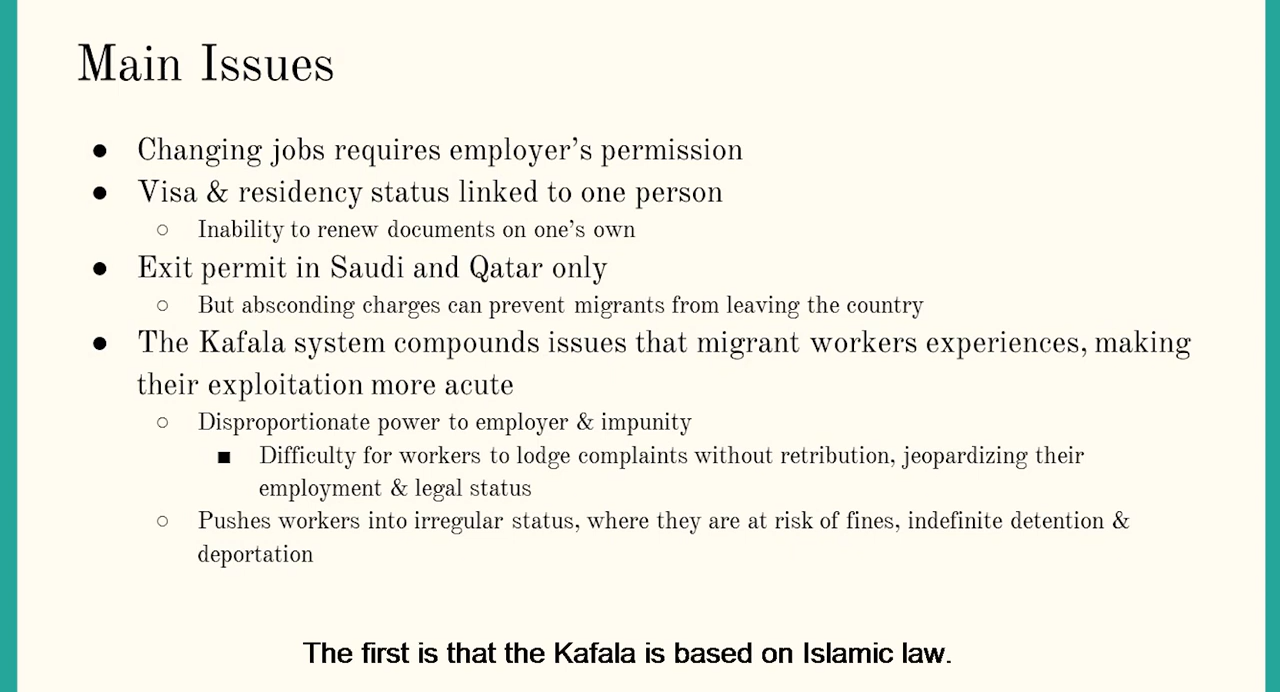 Main Issues
● Changing jobs requires employer’s permission
● Visa & residency status linked to one person
○ Inability to renew documents on one’s own
● Exit permit in Saudi and Qatar only
○ But absconding charges can prevent migrants from leaving the country
● The Kafala system compounds issues that migrant workers experiences, making
their exploitation more acute
○ Disproportionate power to employer & impunity
■ Difficulty for workers to lodge complaints without retribution, jeopardizing their
employment & legal status
○ Pushes workers into irregular status, where they are at risk of fines, indefinite detention &
deportation
The first is that the Kafala is based on Islamic law.